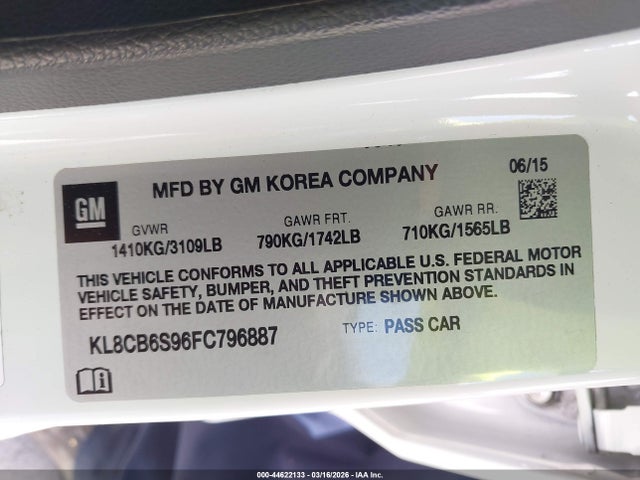 MFD BY GM KOREA COMPANY
06/15
GM
GVWR
1410KG/3109LB
GAWR FRT.
790KG/1742LB
GAWR RR.
710KG/1565LB
THIS VEHICLE CONFORMS TO ALL APPLICABLE U.S. FEDERAL MOTOR
VEHICLE SAFETY, BUMPER, AND THEFT PREVENTION STANDARDS IN
EFFECT ON THE DATE OF MANUFACTURE SHOWN ABOVE.
KL8CB6S96FC796887
TYPE: PASS CAR
000-44622133 - 03/16/2026 - IAA Inc.